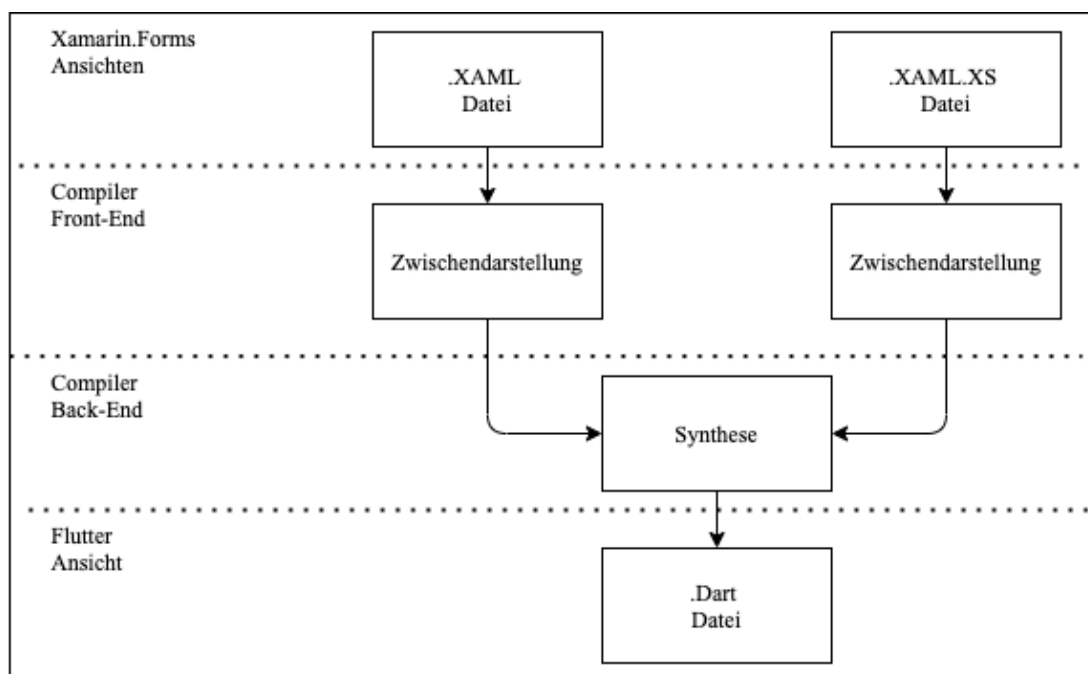 Xamarin.Forms
Ansichten
.XAML
Datei
.XAML.XS
Datei
Compiler
Front-End
Zwischendarstellung
Zwischendarstellung
Compiler
Back-End
Synthese
Flutter
Ansicht
.Dart
Datei